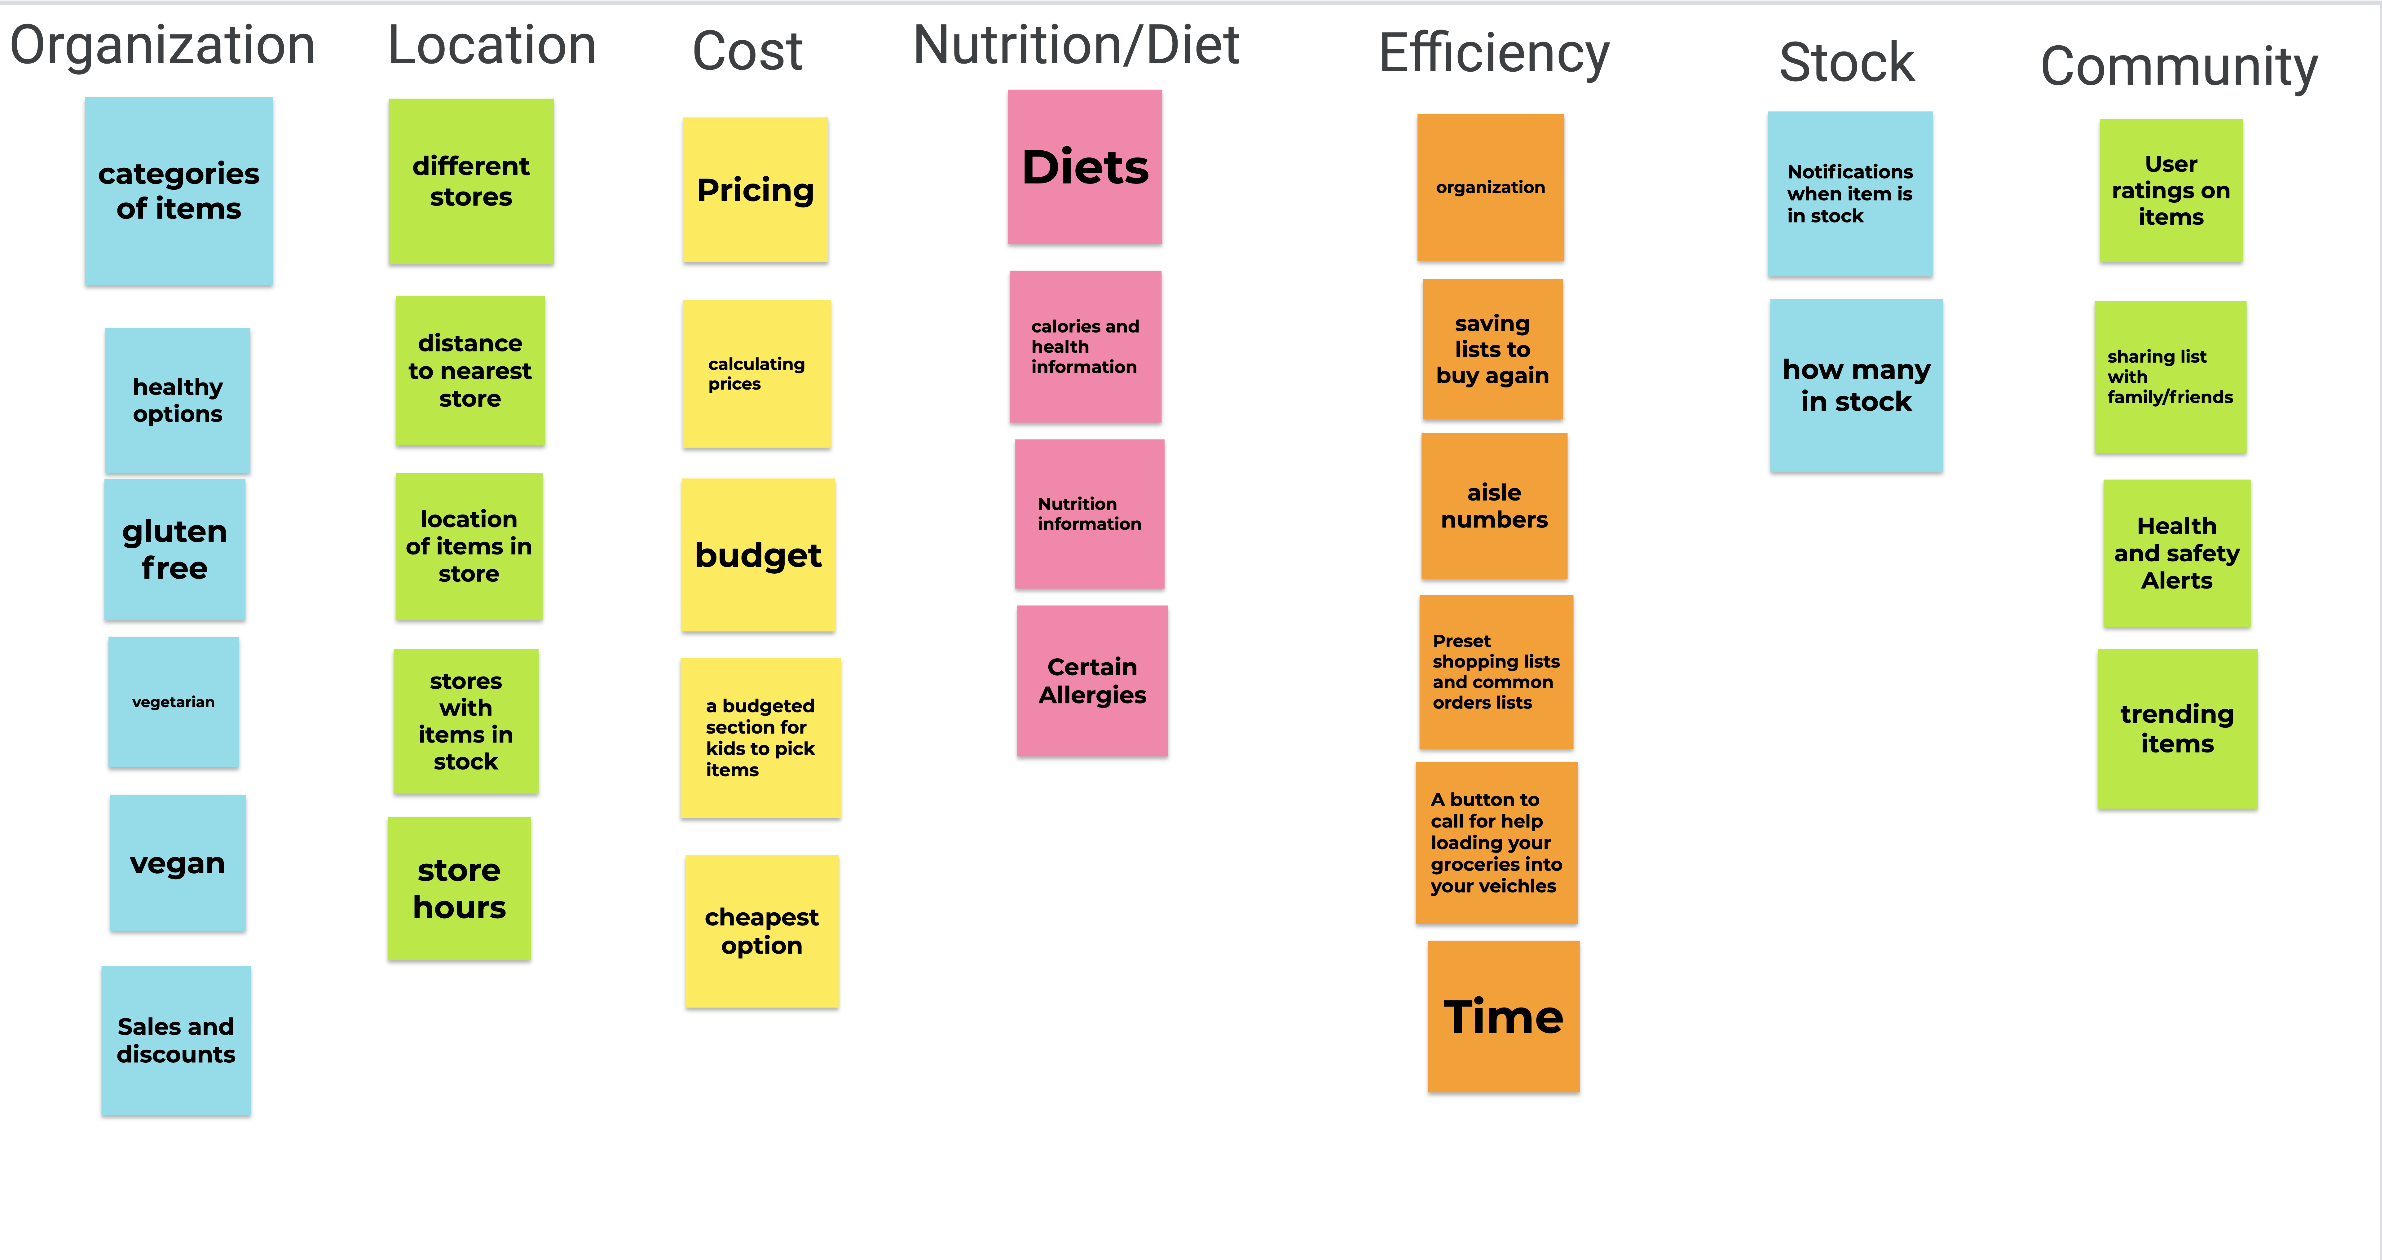 Organization
categories
of items
healthy
options
gluten
free
vegetarian
vegan
Sales and
discounts
Location
different
stores
distance
to nearest
store
location
of items in
store
stores
with
items in
stock
store
hours
Cost
Pricing
calculating
prices
budget
a budgeted
section for
kids to pick
items
cheapest
option
Nutrition/Diet
Diets
calories and
health
information
Nutrition
information
Certain
Allergies
Efficiency
organization
saving
lists to
buy again
aisle
numbers
Preset
shopping lists
and common
orders lists
A button to
call for help
loading your
groceries into
your veichles
Time
Stock
Notifications
when item is
in stock
how many
in stock
Community
User
ratings on
items
sharing list
with
family/friends
Health
and safety
Alerts
trending
items